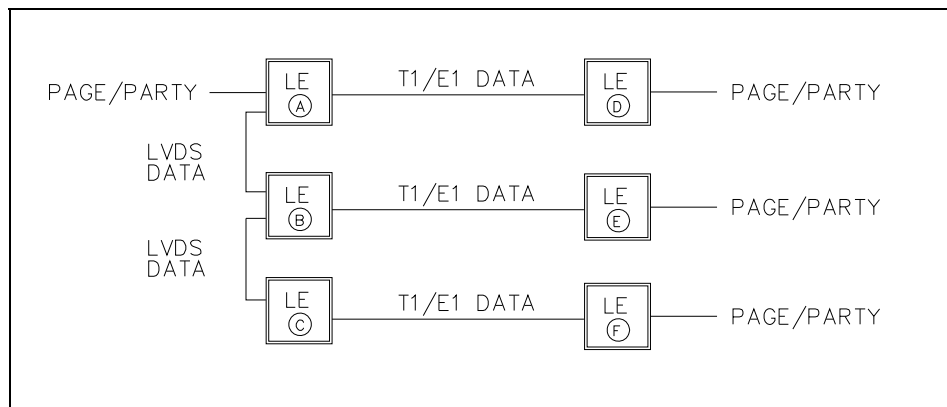 PAGE/PARTY
LE
A
T1/E1 DATA
LE
D
PAGE/PARTY
LVDS
DATA
LE
B
T1/E1 DATA
LE
E
PAGE/PARTY
LVDS
DATA
LE
C
T1/E1 DATA
LE
F
PAGE/PARTY